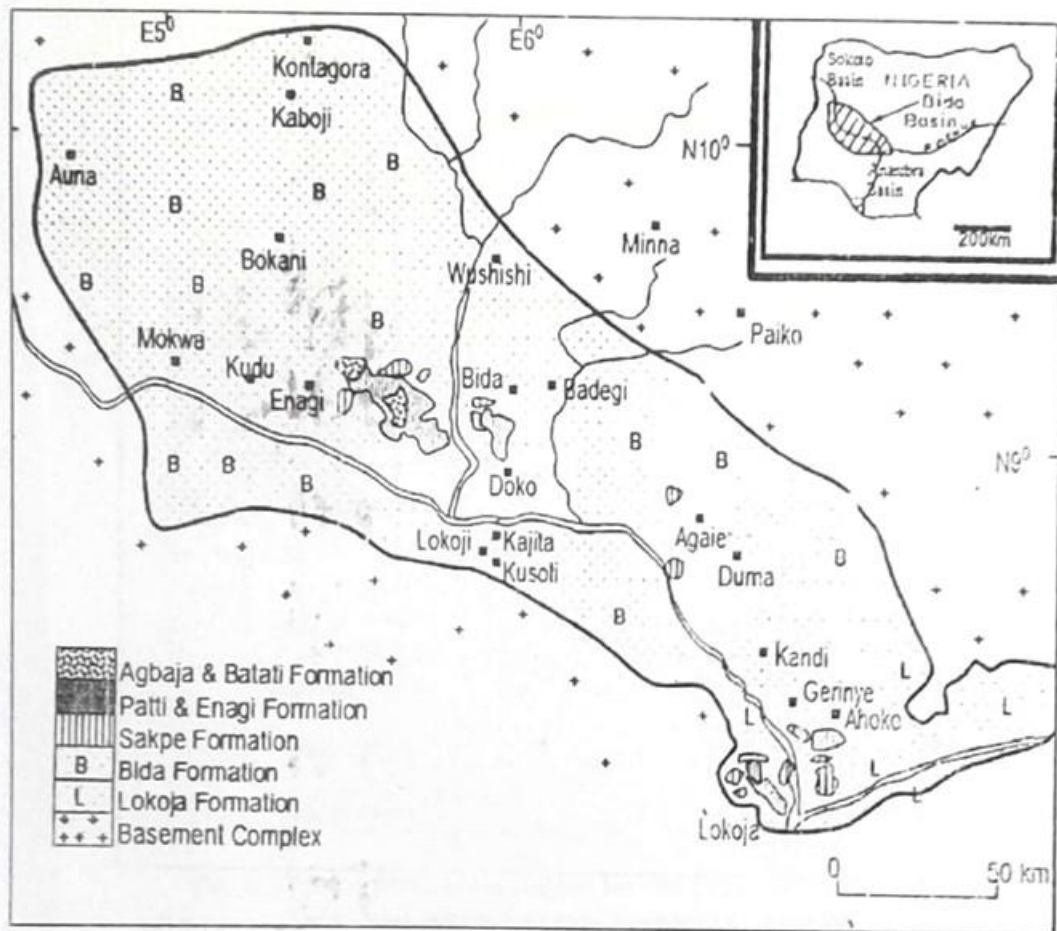 E5⁰
E6⁰
Kontagora
Kaboji
N10⁰
Auna
B
B
B
B
Bokani
Minna
Wushishi
B
B
B
Paiko
Mokwa
Kudu
Enagi
Bida
Badegi
B
B
N9⁰
B
B
B
Doko
Agaie
Lokoji
Kajita
Kusoti
Duma
B
B
Kandi
L
Gerinye
Ahoko
L
L
L
L
Lokoja
Agbaja & Batati Formation
Patti & Enagi Formation
Sakpe Formation
B
Bida Formation
L
Lokoja Formation
Basement Complex
0
50 km
NIGERIA
Basin
Bida
Basin
Basin
200km